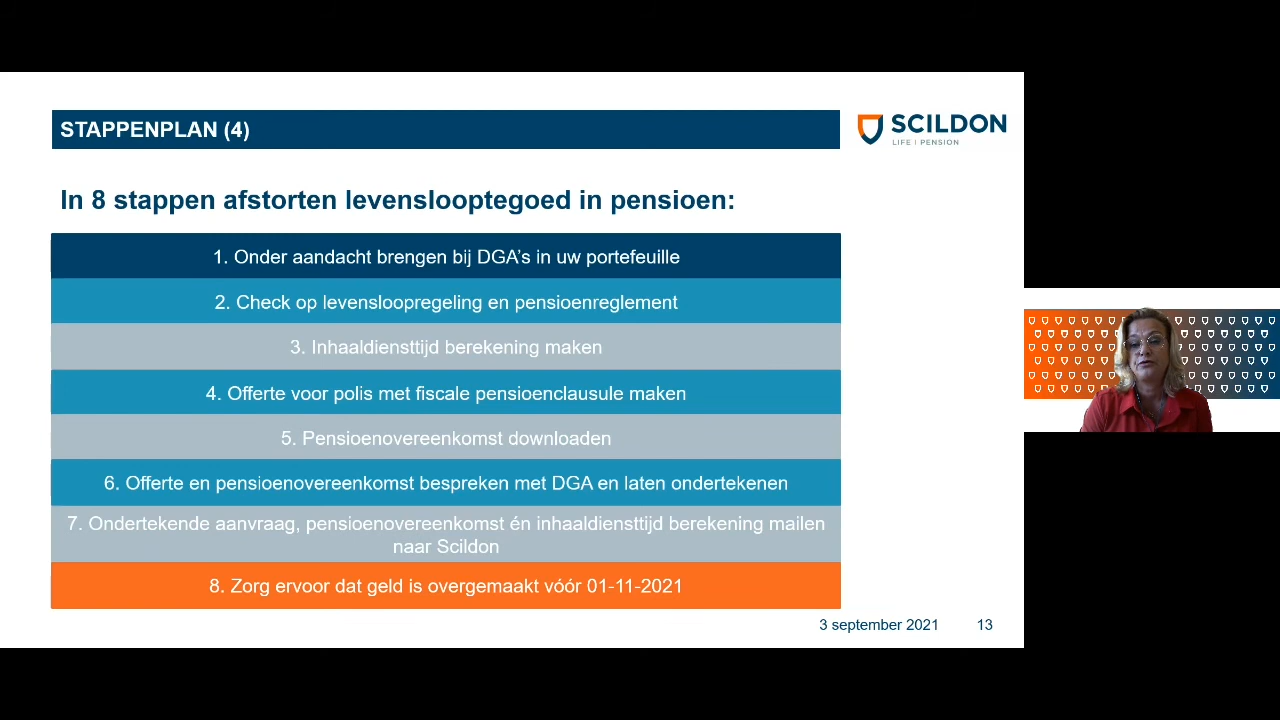 STAPPENPLAN (4)
SCILDON
LIFE | PENSION
In 8 stappen afstorten levenslooptegoed in pensioen:
1. Onder aandacht brengen bij DGA's in uw portefeuille
2. Check op levensloopregeling en pensioenreglement
3. Inhaaldiensttijd berekening maken
4. Offerte voor polis met fiscale pensioenclausule maken
5. Pensioenovereenkomst downloaden
6. Offerte en pensioenovereenkomst bespreken met DGA en laten ondertekenen
7. Ondertekende aanvraag, pensioenovereenkomst én inhaaldiensttijd berekening mailen
naar Scildon
8. Zorg ervoor dat geld is overgemaakt vóór 01-11-2021
3 september 2021
13